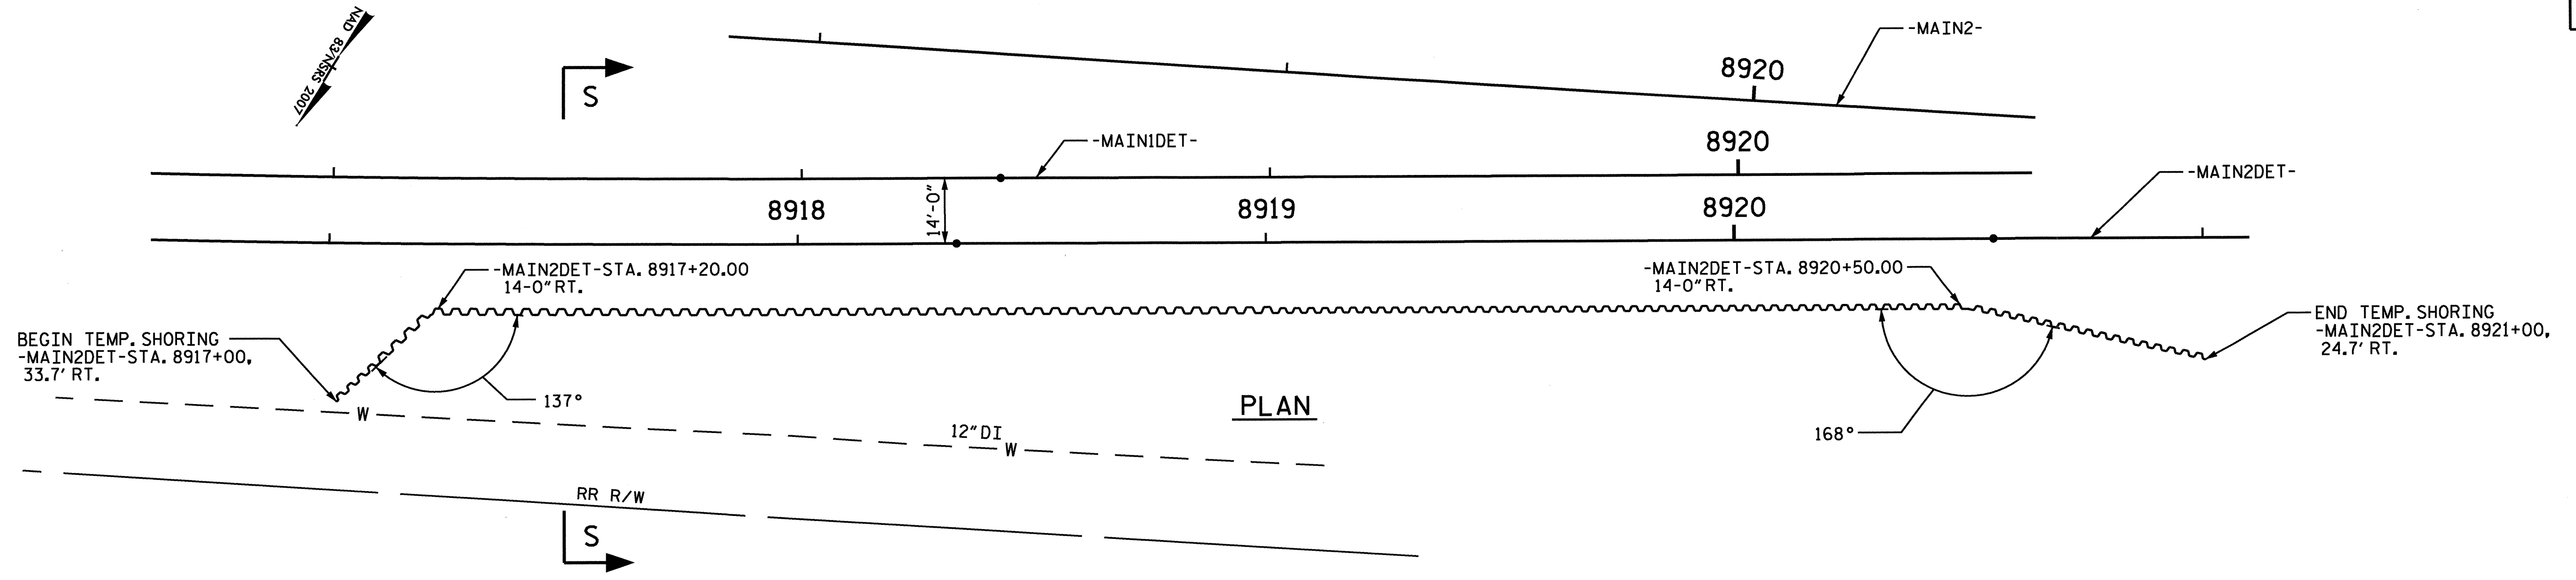 NAD 83/NSRS 2007
S
-MAIN2-
8920
-MAIN1DET-
8920
-MAIN2DET-
8918
14'-0"
8919
8920
-MAIN2DET-STA. 8917+20.00
14-0" RT.
-MAIN2DET-STA. 8920+50.00
14-0" RT.
BEGIN TEMP. SHORING
-MAIN2DET-STA. 8917+00,
33.7' RT.
END TEMP. SHORING
-MAIN2DET-STA. 8921+00,
24.7' RT.
137°
PLAN
168°
W
12" DI
W
RR R/W
S